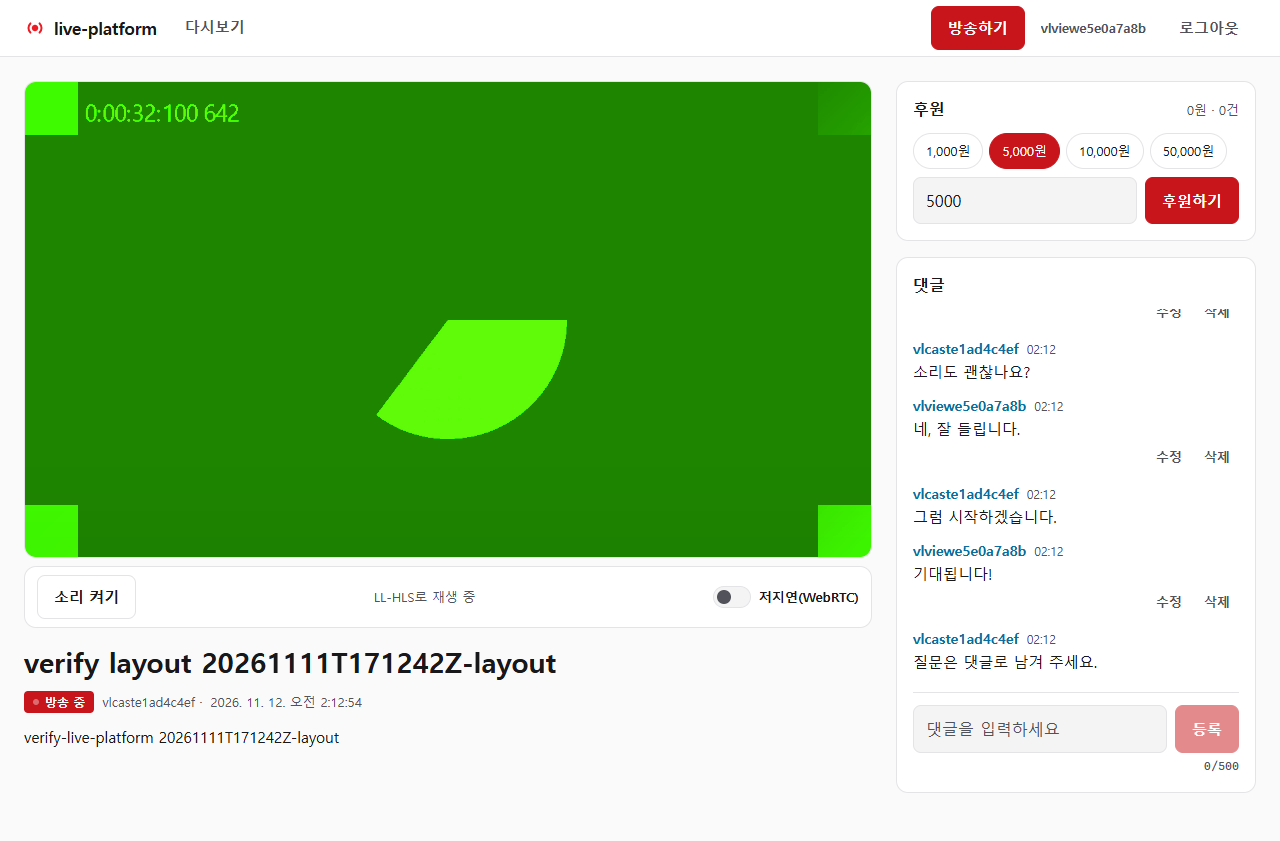 live-platform
다시보기
방송하기
vlviewe5e0a7a8b
로그아웃
0:00:32:100 642
소리 켜기
LL-HLS로 재생 중
저지연(WebRTC)
verify layout 20261111T171242Z-layout
방송 중
vlcaste1ad4c4ef · 2026. 11. 12. 오전 2:12:54
verify-live-platform 20261111T171242Z-layout
후원
0원 · 0건
1,000원
5,000원
10,000원
50,000원
5000
후원하기
댓글
수정 삭제
vlcaste1ad4c4ef 02:12
소리도 괜찮나요?
vlviewe5e0a7a8b 02:12
네, 잘 들립니다.
수정 삭제
vlcaste1ad4c4ef 02:12
그럼 시작하겠습니다.
vlviewe5e0a7a8b 02:12
기대됩니다!
수정 삭제
vlcaste1ad4c4ef 02:12
질문은 댓글로 남겨 주세요.
댓글을 입력하세요
등록
0/500